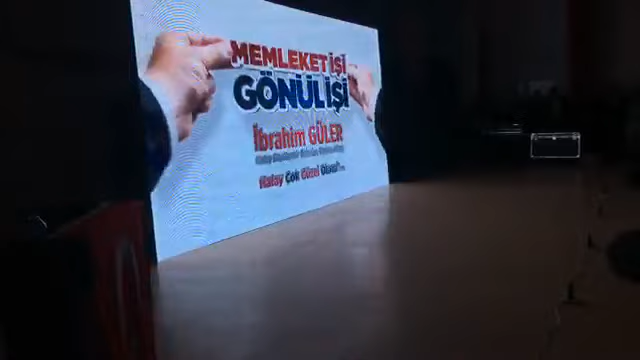 MEMLEKET İŞİ
GÖNÜL İŞİ
İbrahim GÜLER
Hatay Çok Güzel Olacak